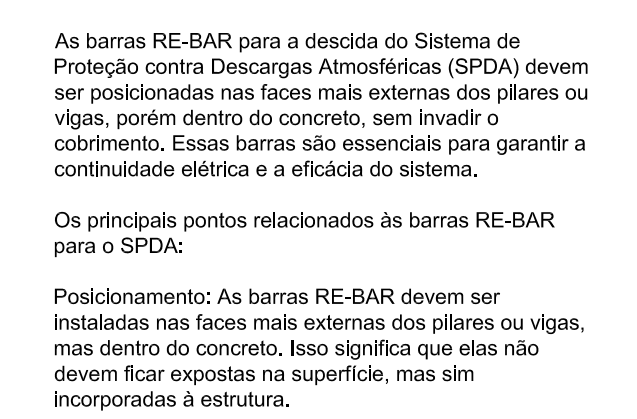 As barras RE-BAR para a descida do Sistema de
Proteção contra Descargas Atmosféricas (SPDA) devem
ser posicionadas nas faces mais externas dos pilares ou
vigas, porém dentro do concreto, sem invadir o
cobrimento. Essas barras são essenciais para garantir a
continuidade elétrica e a eficácia do sistema.
Os principais pontos relacionados às barras RE-BAR
para o SPDA:
Posicionamento: As barras RE-BAR devem ser
instaladas nas faces mais externas dos pilares ou vigas,
mas dentro do concreto. Isso significa que elas não
devem ficar expostas na superfície, mas sim
incorporadas à estrutura.